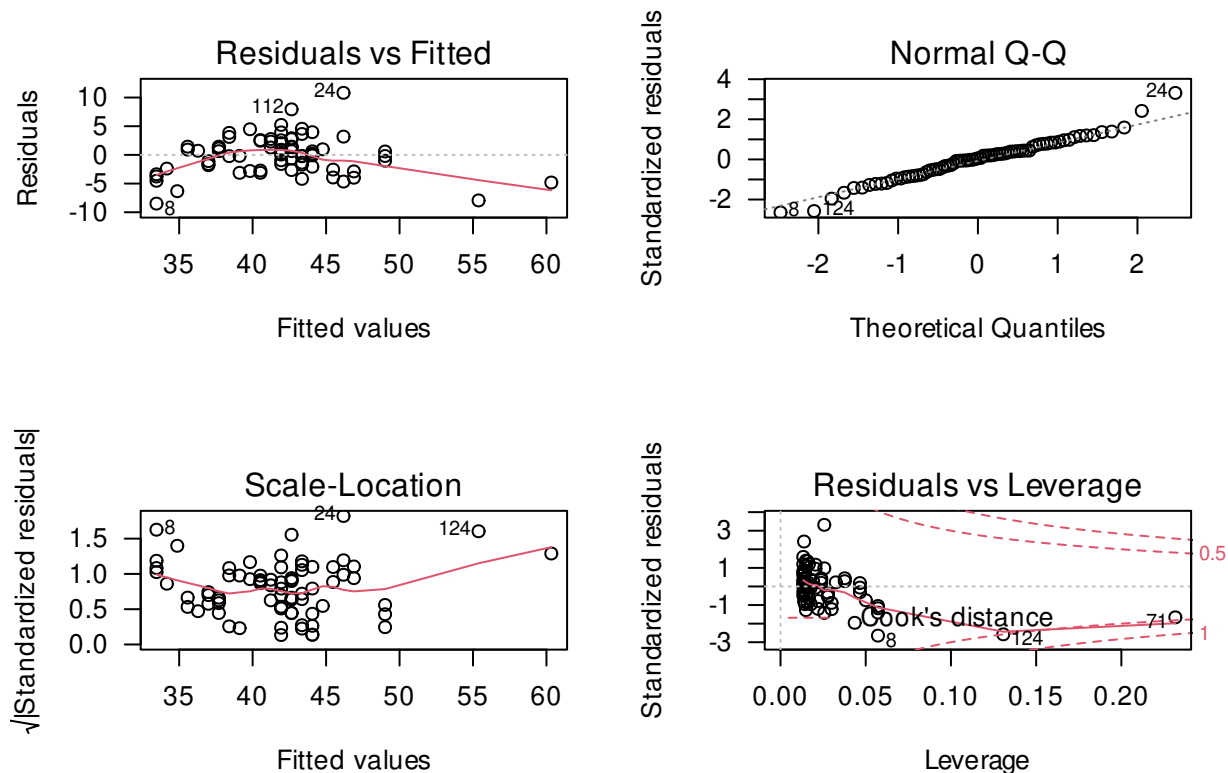 Residuals vs Fitted
Residuals
10
5
0
-5
-10
24
112
8
35 40 45 50 55 60
Fitted values
Normal Q-Q
Standardized residuals
4
2
0
-2
24
8
124
-2 -1 0 1 2
Theoretical Quantiles
Scale-Location
√|Standardized residuals|
1.5
1.0
0.5
0.0
8
24
124
35 40 45 50 55 60
Fitted values
Residuals vs Leverage
Standardized residuals
3
1
-1
-3
Cook's distance
8
124
71
0.5
1
0.00 0.05 0.10 0.15 0.20
Leverage